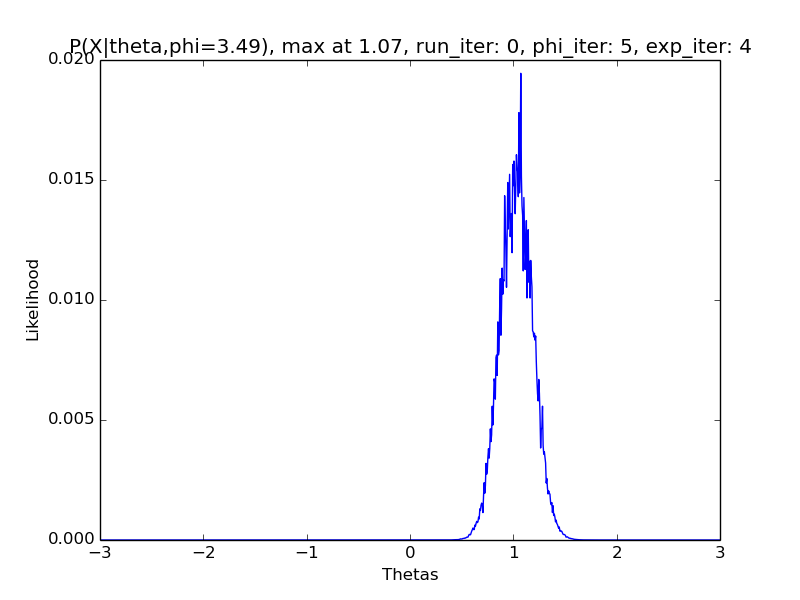 P(X|theta,phi=3.49), max at 1.07, run_iter: 0, phi_iter: 5, exp_iter: 4
0.020
0.015
0.010
0.005
0.000
Likelihood
−3 −2 −1 0 1 2 3
Thetas